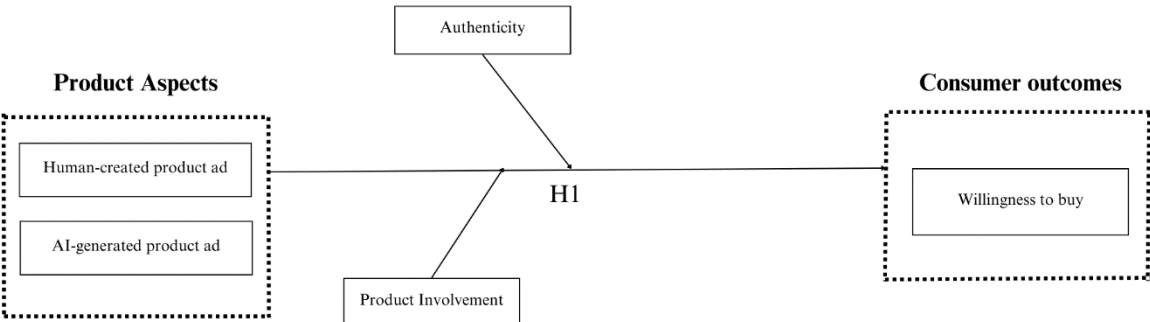 Authenticity
Product Aspects
Consumer outcomes
Human-created product ad
H1
Willingness to buy
AI-generated product ad
Product Involvement